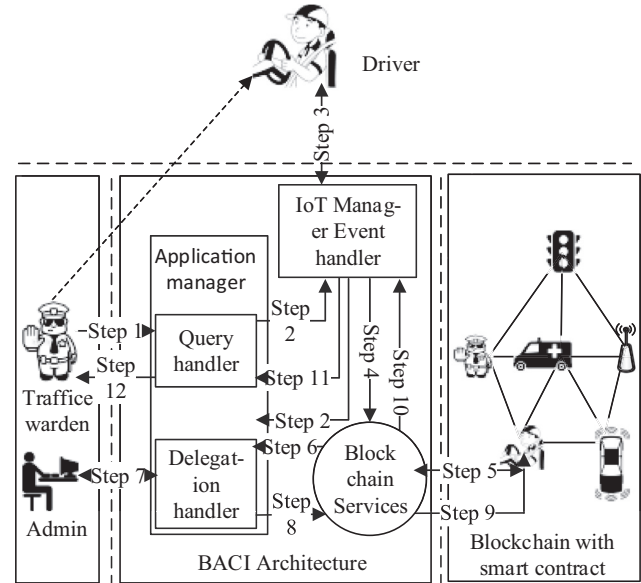 Driver
Step 3
IoT Manag-
er Event
handler
Application
manager
Step 1
Query
handler
Step
2
Step
12
Step 11
Step 4
Step 10
Traffice
warden
Step 2
Step 6
Step 7
Delegat-
ion handler
Step
8
Block
chain
Services
Step 5
Step 9
Admin
BACI Architecture
Blockchain with
smart contract